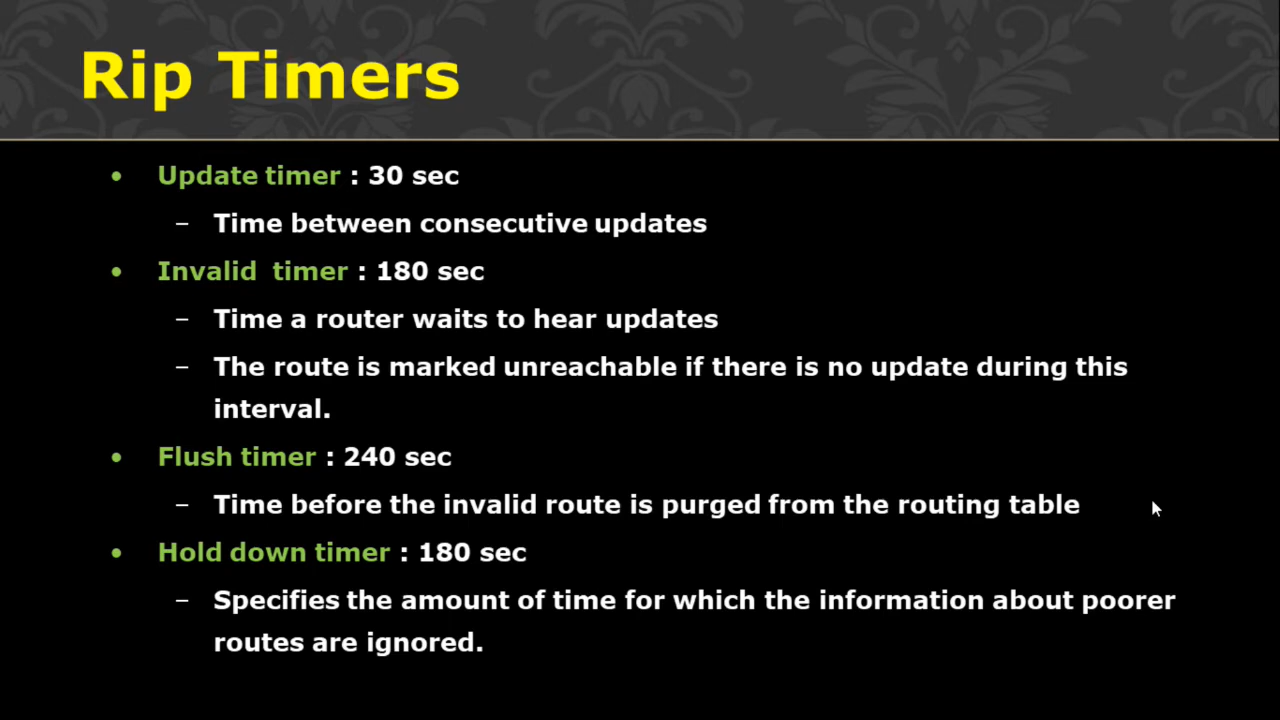 Rip Timers
• Update timer : 30 sec
– Time between consecutive updates
• Invalid timer : 180 sec
– Time a router waits to hear updates
– The route is marked unreachable if there is no update during this
interval.
• Flush timer : 240 sec
– Time before the invalid route is purged from the routing table
• Hold down timer : 180 sec
– Specifies the amount of time for which the information about poorer
routes are ignored.